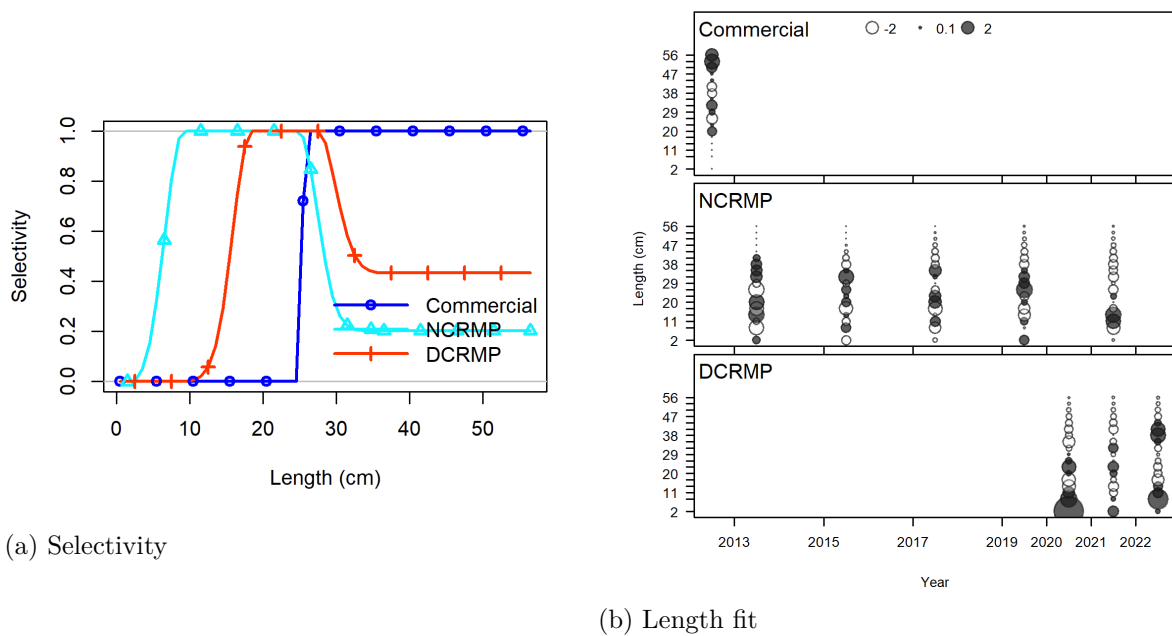 1.0
0.8
0.6
0.4
0.2
0.0
Selectivity
Commercial
NCRMP
DCRMP
0 10 20 30 40 50
Length (cm)
(a) Selectivity
Commercial -2 0.1 2
56
47
38
29
20
11
2
NCRMP
56
47
38
29
20
11
2
Length (cm)
DCRMP
56
47
38
29
20
11
2
2013 2015 2017 2019 2020 2021 2022
Year
(b) Length fit